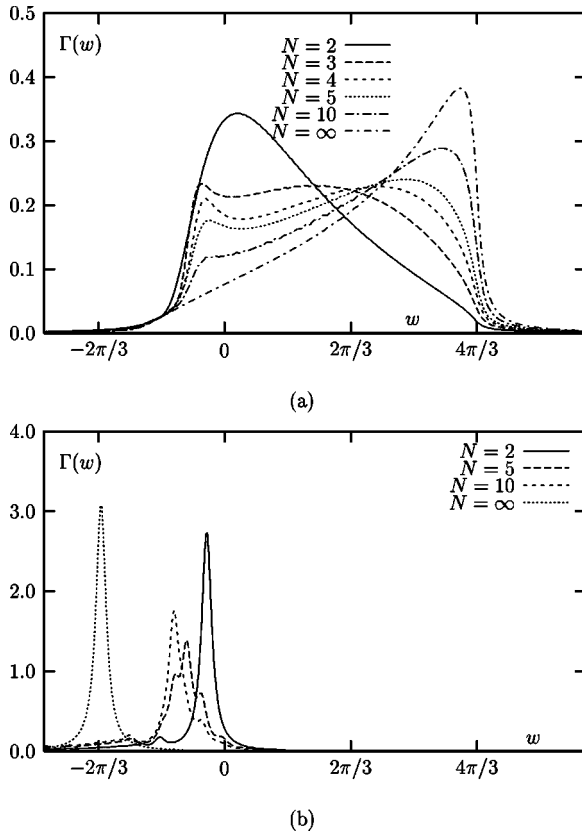 0.5
Γ(w)
N = 2
N = 3
0.4
N = 4
N = 5
N = 10
0.3
N = ∞
0.2
0.1
w
0.0
−2π/3 0 2π/3 4π/3
(a)
4.0
Γ(w)
N = 2
N = 5
N = 10
3.0
N = ∞
2.0
1.0
w
0.0
−2π/3 0 2π/3 4π/3
(b)